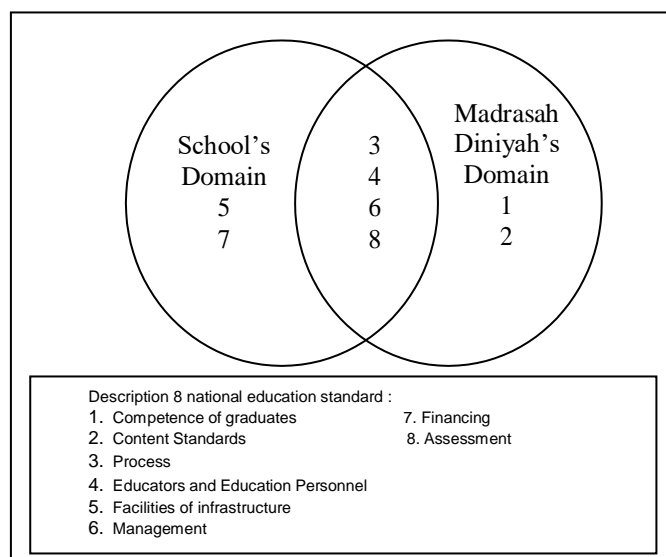 School's
Domain
5
7
3
4
6
8
Madrasah
Diniyah's
Domain
1
2
Description 8 national education standard :
1. Competence of graduates
2. Content Standards
3. Process
4. Educators and Education Personnel
5. Facilities of infrastructure
6. Management
7. Financing
8. Assessment